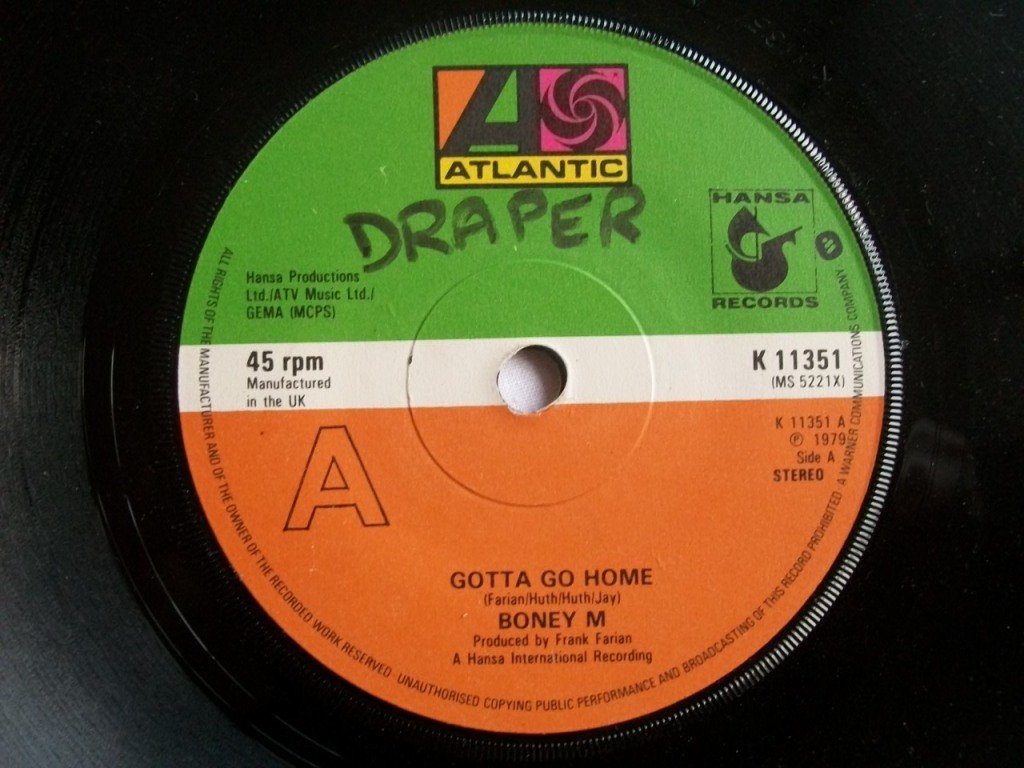 ATLANTIC
DRAPER
HANSA
RECORDS
Hansa Productions
Ltd./ATV Music Ltd./
GEMA (MCPS)
45 rpm
Manufactured
in the UK
K 11351
(MS 5221X)
K 11351 A
℗ 1979
Side A
STEREO
A
GOTTA GO HOME
(Farian/Huth/Huth/Jay)
BONEY M
Produced by Frank Farian
A Hansa International Recording
ALL RIGHTS OF THE MANUFACTURER AND OF THE OWNER OF THE RECORDED WORK RESERVED UNAUTHORISED COPYING PUBLIC PERFORMANCE AND BROADCASTING OF THIS RECORD PROHIBITED A WARNER COMMUNICATIONS COMPANY